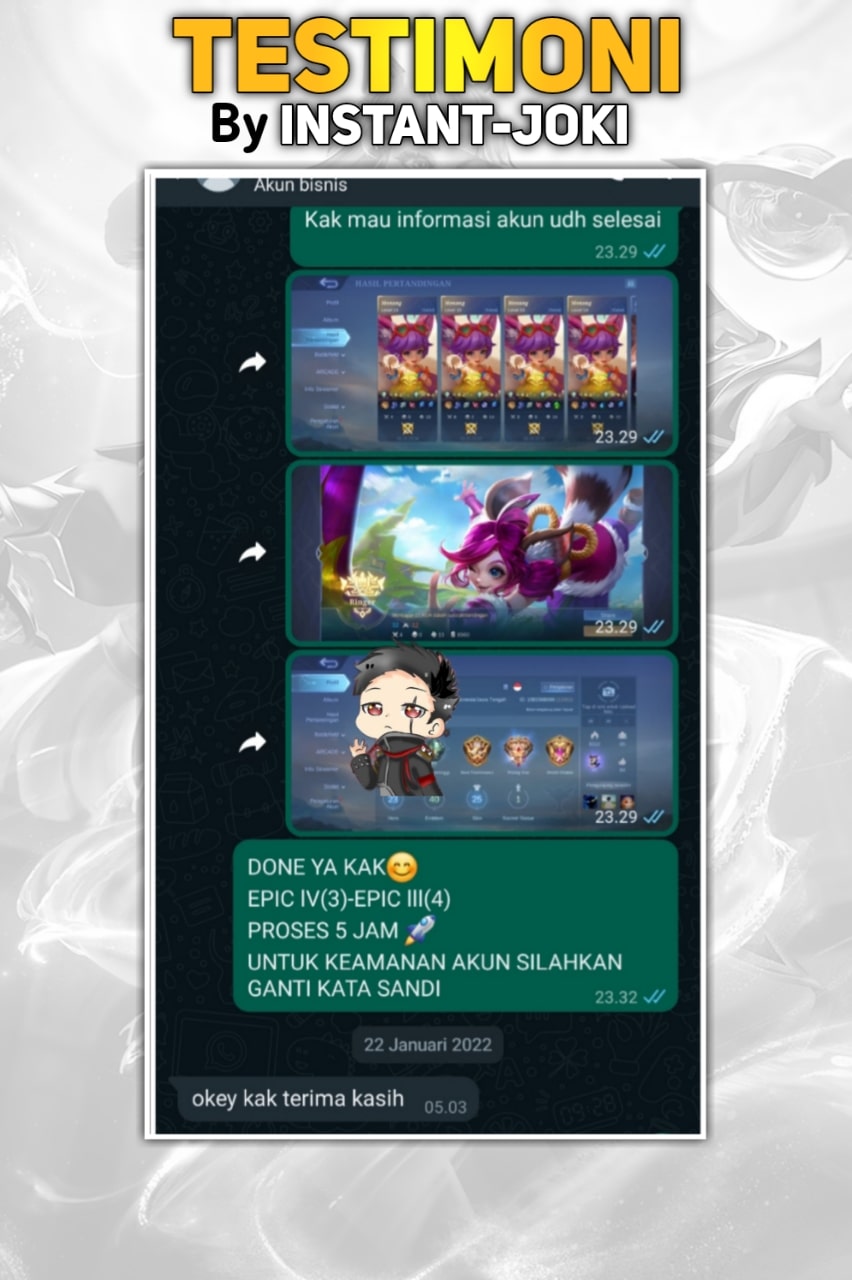 TESTIMONI
By INSTANT-JOKI
Akun bisnis
Kak mau informasi akun udh selesai
23.29
HASIL PERTANDINGAN
23.29
23.29
23.29
DONE YA KAK😊
EPIC IV(3)-EPIC III(4)
PROSES 5 JAM 🚀
UNTUK KEAMANAN AKUN SILAHKAN
GANTI KATA SANDI
23.32
22 Januari 2022
okey kak terima kasih
05.03